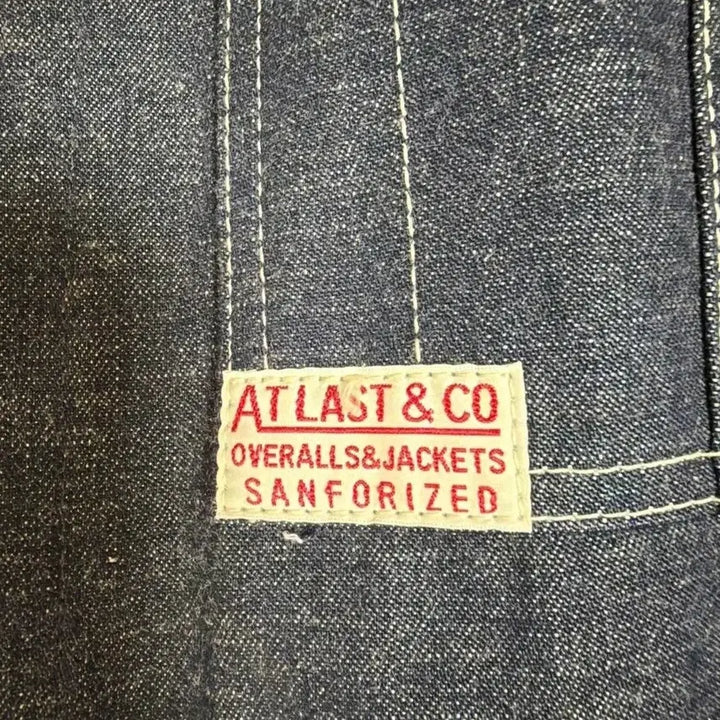 AT LAST & CO
OVERALLS&JACKETS
SANFORIZED